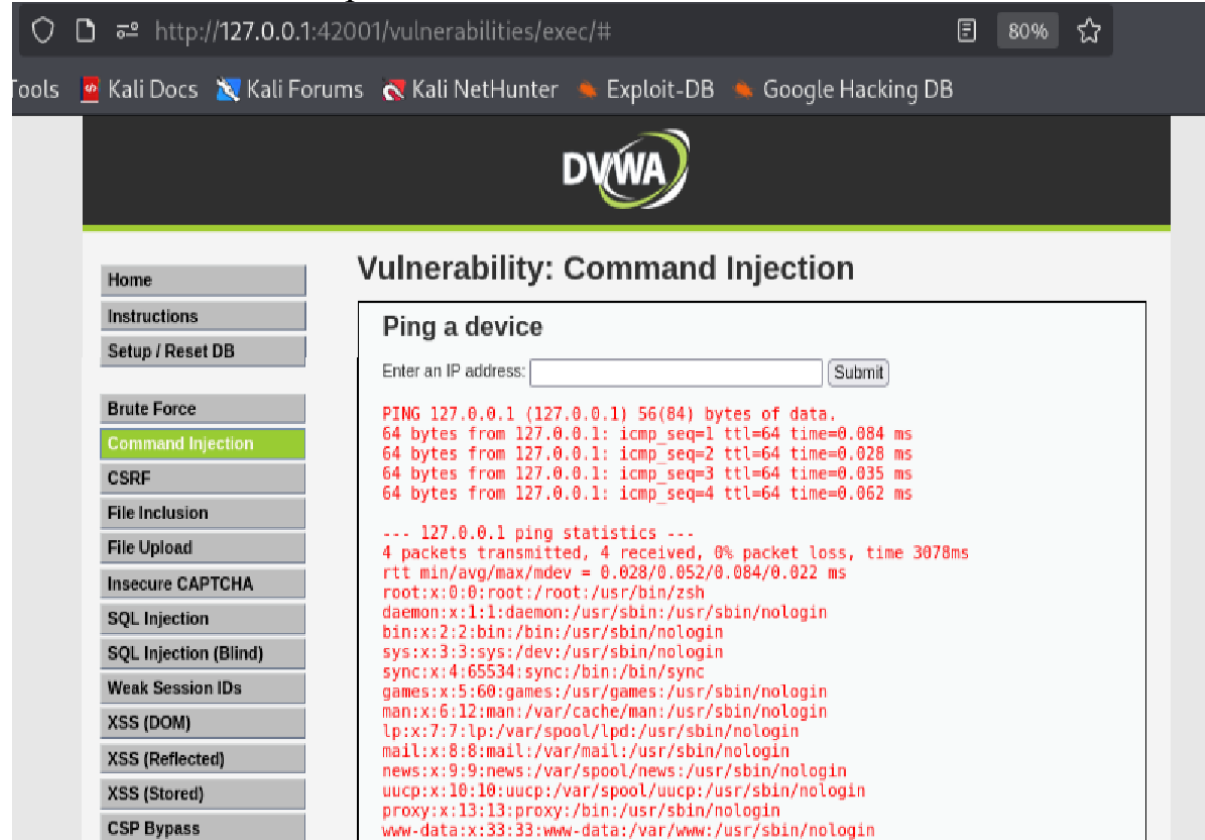 http://127.0.0.1:42001/vulnerabilities/exec/#
80%
Tools
Kali Docs
Kali Forums
Kali NetHunter
Exploit-DB
Google Hacking DB
DVWA
Home
Instructions
Setup / Reset DB
Brute Force
Command Injection
CSRF
File Inclusion
File Upload
Insecure CAPTCHA
SQL Injection
SQL Injection (Blind)
Weak Session IDs
XSS (DOM)
XSS (Reflected)
XSS (Stored)
CSP Bypass
Vulnerability: Command Injection
Ping a device
Enter an IP address:
Submit
PING 127.0.0.1 (127.0.0.1) 56(84) bytes of data.
64 bytes from 127.0.0.1: icmp_seq=1 ttl=64 time=0.084 ms
64 bytes from 127.0.0.1: icmp_seq=2 ttl=64 time=0.028 ms
64 bytes from 127.0.0.1: icmp_seq=3 ttl=64 time=0.035 ms
64 bytes from 127.0.0.1: icmp_seq=4 ttl=64 time=0.062 ms
--- 127.0.0.1 ping statistics ---
4 packets transmitted, 4 received, 0% packet loss, time 3078ms
rtt min/avg/max/mdev = 0.028/0.052/0.084/0.022 ms
root:x:0:0:root:/root:/usr/bin/zsh
daemon:x:1:1:daemon:/usr/sbin:/usr/sbin/nologin
bin:x:2:2:bin:/bin:/usr/sbin/nologin
sys:x:3:3:sys:/dev:/usr/sbin/nologin
sync:x:4:65534:sync:/bin:/bin/sync
games:x:5:60:games:/usr/games:/usr/sbin/nologin
man:x:6:12:man:/var/cache/man:/usr/sbin/nologin
lp:x:7:7:lp:/var/spool/lpd:/usr/sbin/nologin
mail:x:8:8:mail:/var/mail:/usr/sbin/nologin
news:x:9:9:news:/var/spool/news:/usr/sbin/nologin
uucp:x:10:10:uucp:/var/spool/uucp:/usr/sbin/nologin
proxy:x:13:13:proxy:/bin:/usr/sbin/nologin
www-data:x:33:33:www-data:/var/www:/usr/sbin/nologin